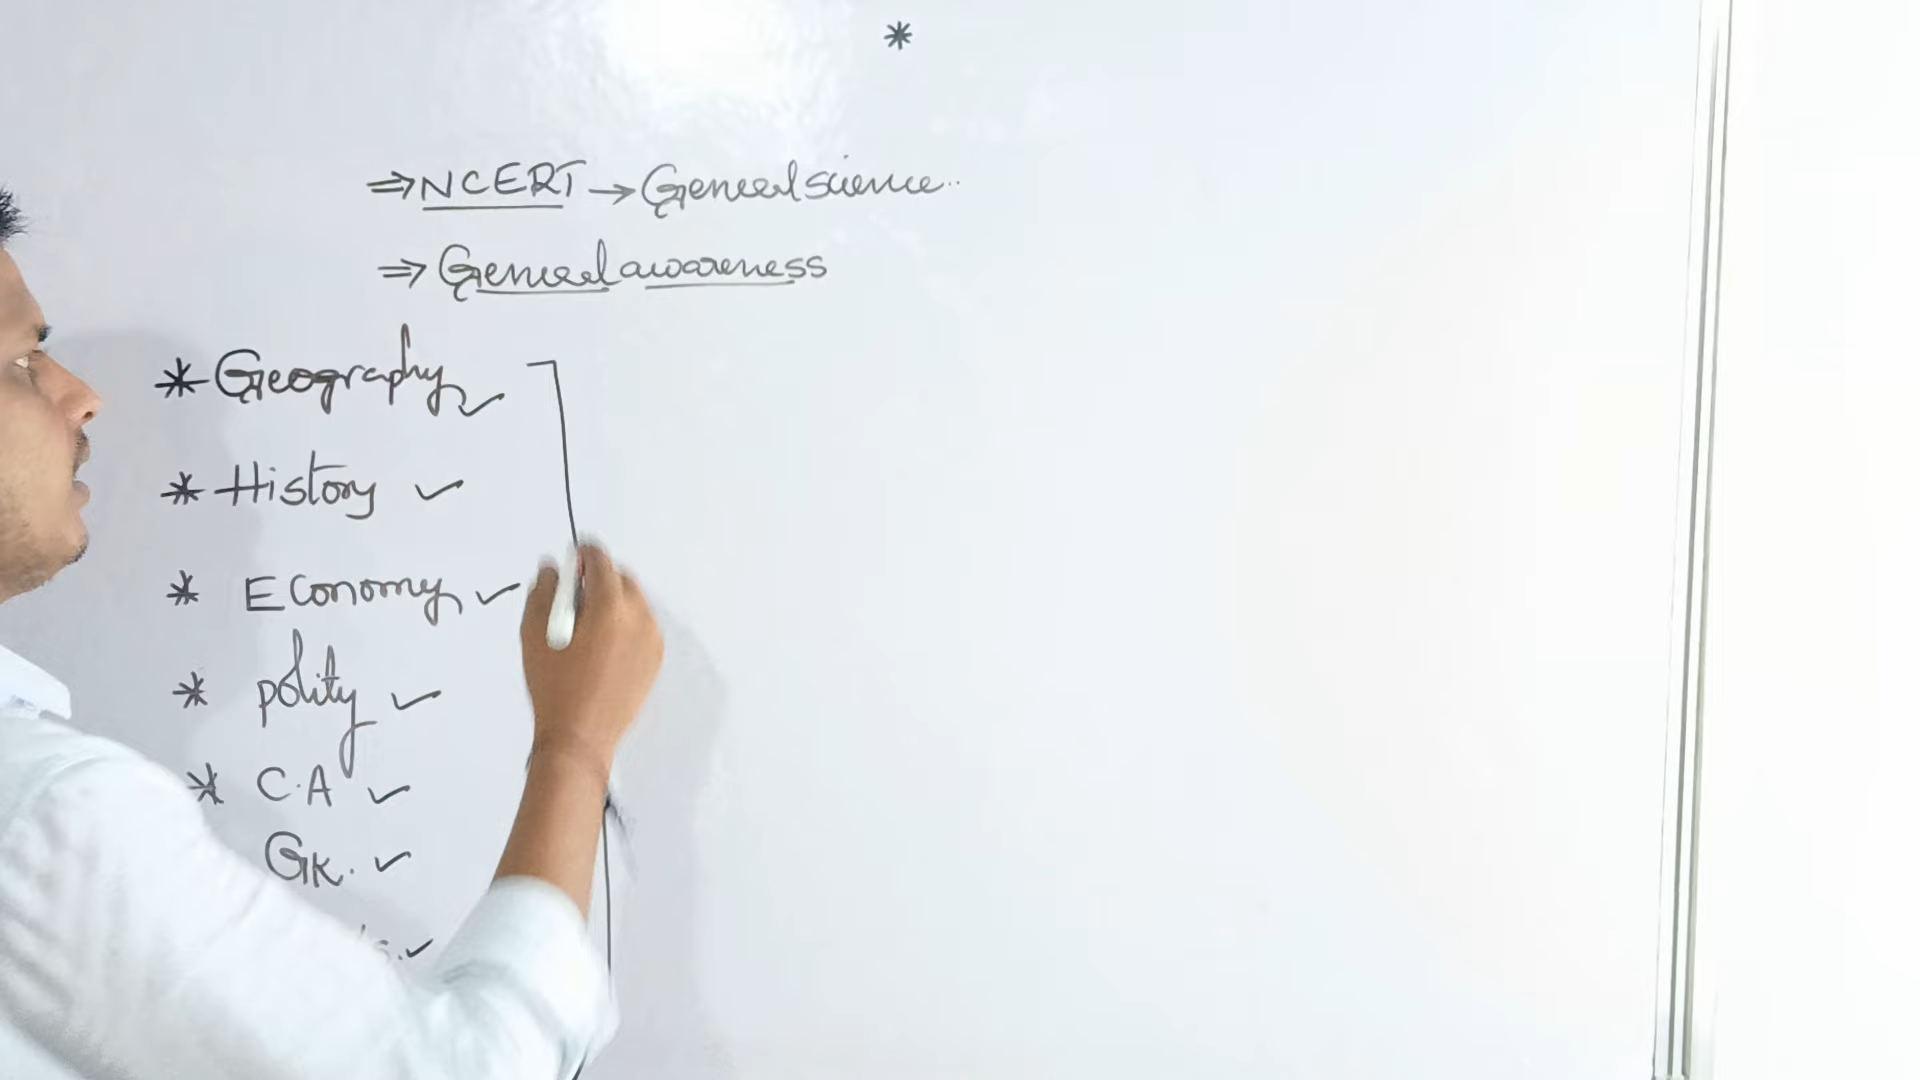 *
⇒ NCERT → General science..
⇒ General awareness
* Geography ✓
* History ✓
* Economy ✓
* polity ✓
* C.A ✓
GK. ✓